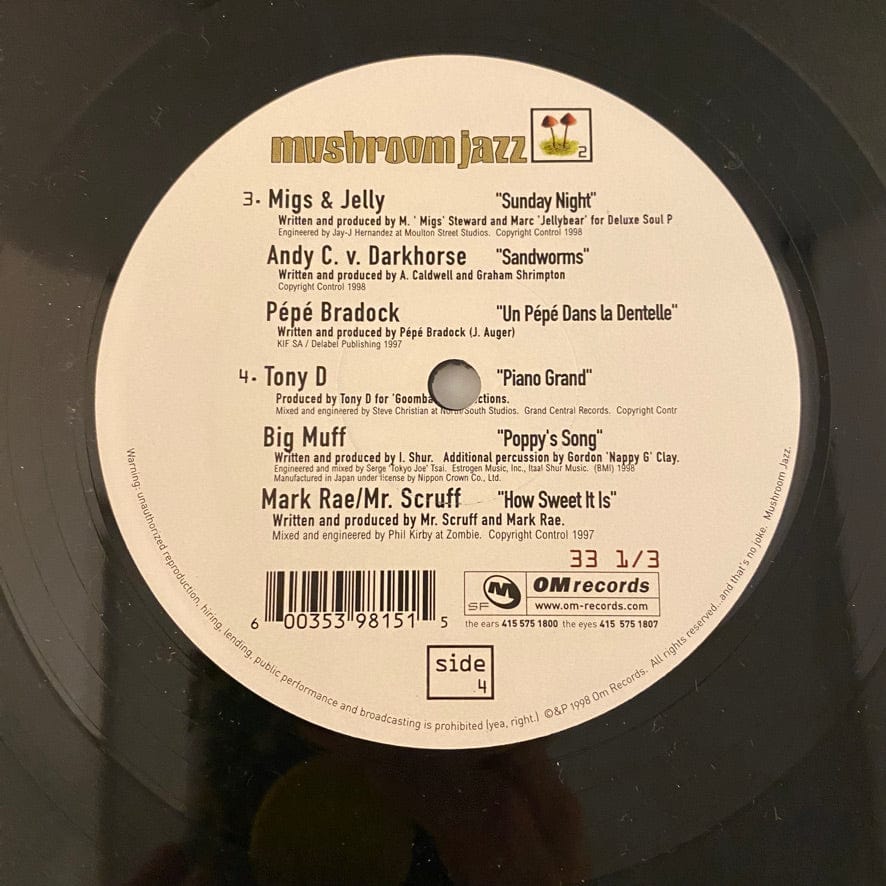 mushroom jazz 2
3. Migs & Jelly "Sunday Night"
Written and produced by M. ' Migs' Steward and Marc 'Jellybear' for Deluxe Soul P
Engineered by Jay-J Hernandez at Moulton Street Studios. Copyright Control 1998
Andy C. v. Darkhorse "Sandworms"
Written and produced by A. Caldwell and Graham Shrimpton
Copyright Control 1998
Pépé Bradock "Un Pépé Dans la Dentelle"
Written and produced by Pépé Bradock (J. Auger)
KIF SA / Delabel Publishing 1997
4. Tony D "Piano Grand"
Produced by Tony D for 'Goomba ctions.
Mixed and engineered by Steve Christian at North South Studios. Grand Central Records. Copyright Contr
Big Muff "Poppy's Song"
Written and produced by I. Shur. Additional percussion by Gordon 'Nappy G' Clay.
Engineered and mixed by Serge 'Tokyo Joe' Tsai. Estrogen Music, Inc., Itaal Shur Music. (BMI) 1998
Manufactured in Japan under license by Nippon Crown Co., Ltd.
Mark Rae/Mr. Scruff "How Sweet It Is"
Written and produced by Mr. Scruff and Mark Rae.
Mixed and engineered by Phil Kirby at Zombie. Copyright Control 1997
33 1/3
6 00353 98151 5
SF M OM records
www.om-records.com
the ears 415 575 1800 the eyes 415 575 1807
side
4
Warning: unauthorized reproduction, hiring, lending, public performance and broadcasting is prohibited (yea, right.) ©&P 1998 Om Records. All rights reserved...and that's no joke. Mushroom Jazz.